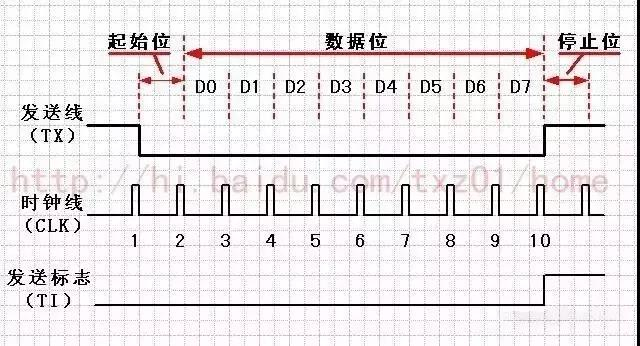 起始位 数据位 停止位
D0 D1 D2 D3 D4 D5 D6 D7
发送线
(TX)
http://hi.baidu.com/txz01/home
时钟线
(CLK)
1 2 3 4 5 6 7 8 9 10
发送标志
(TI)